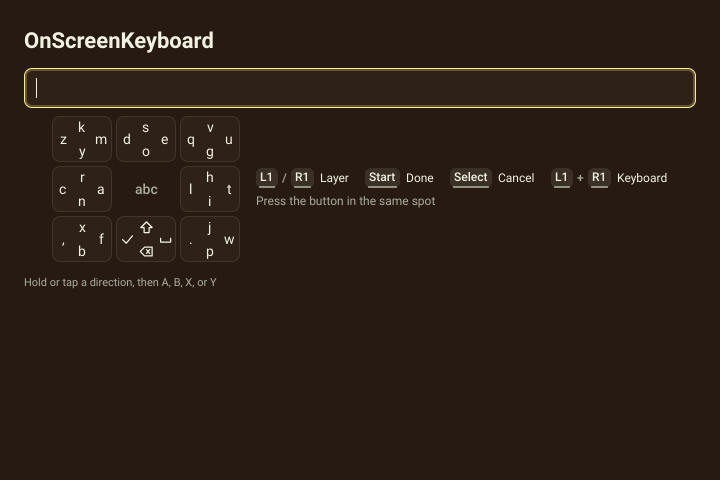 OnScreenKeyboard
k s v
z m d e q u
y o g
r h
c a abc l t
n i
x j
, f . w
b p
L1 / R1 Layer Start Done Select Cancel L1 + R1 Keyboard
Press the button in the same spot
Hold or tap a direction, then A, B, X, or Y